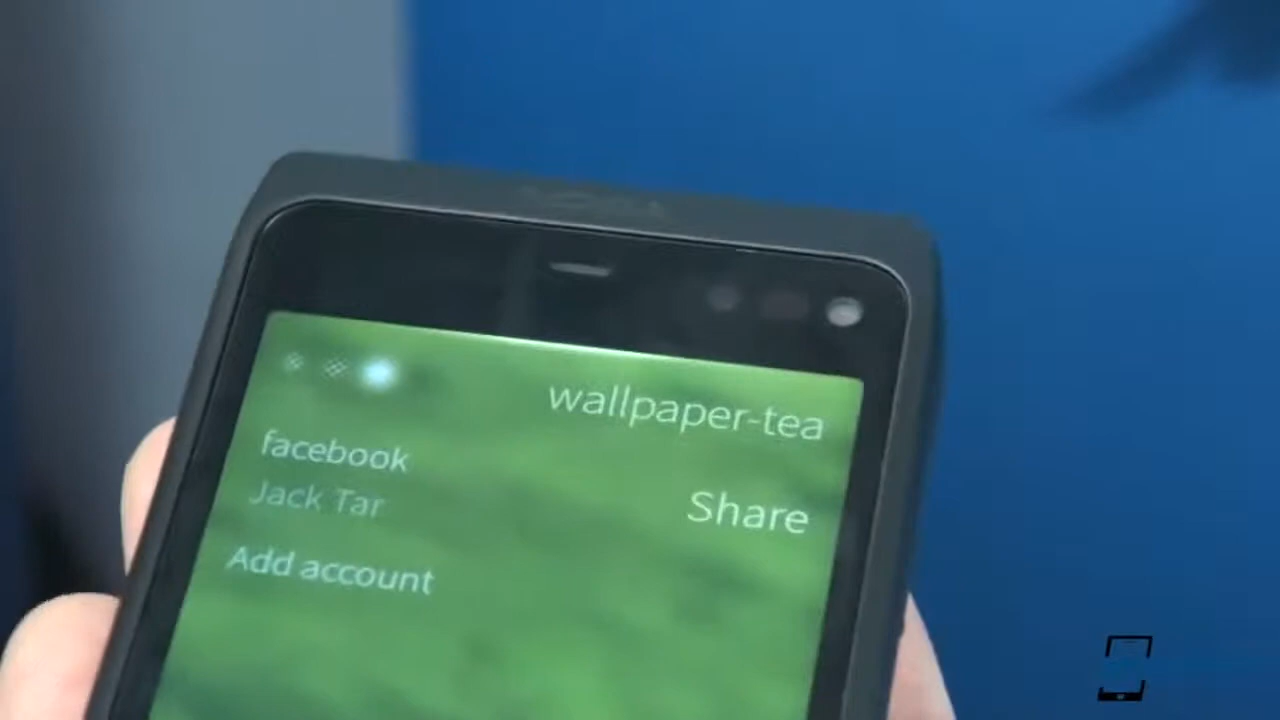 wallpaper-tea
facebook
Jack Tar
Share
Add account